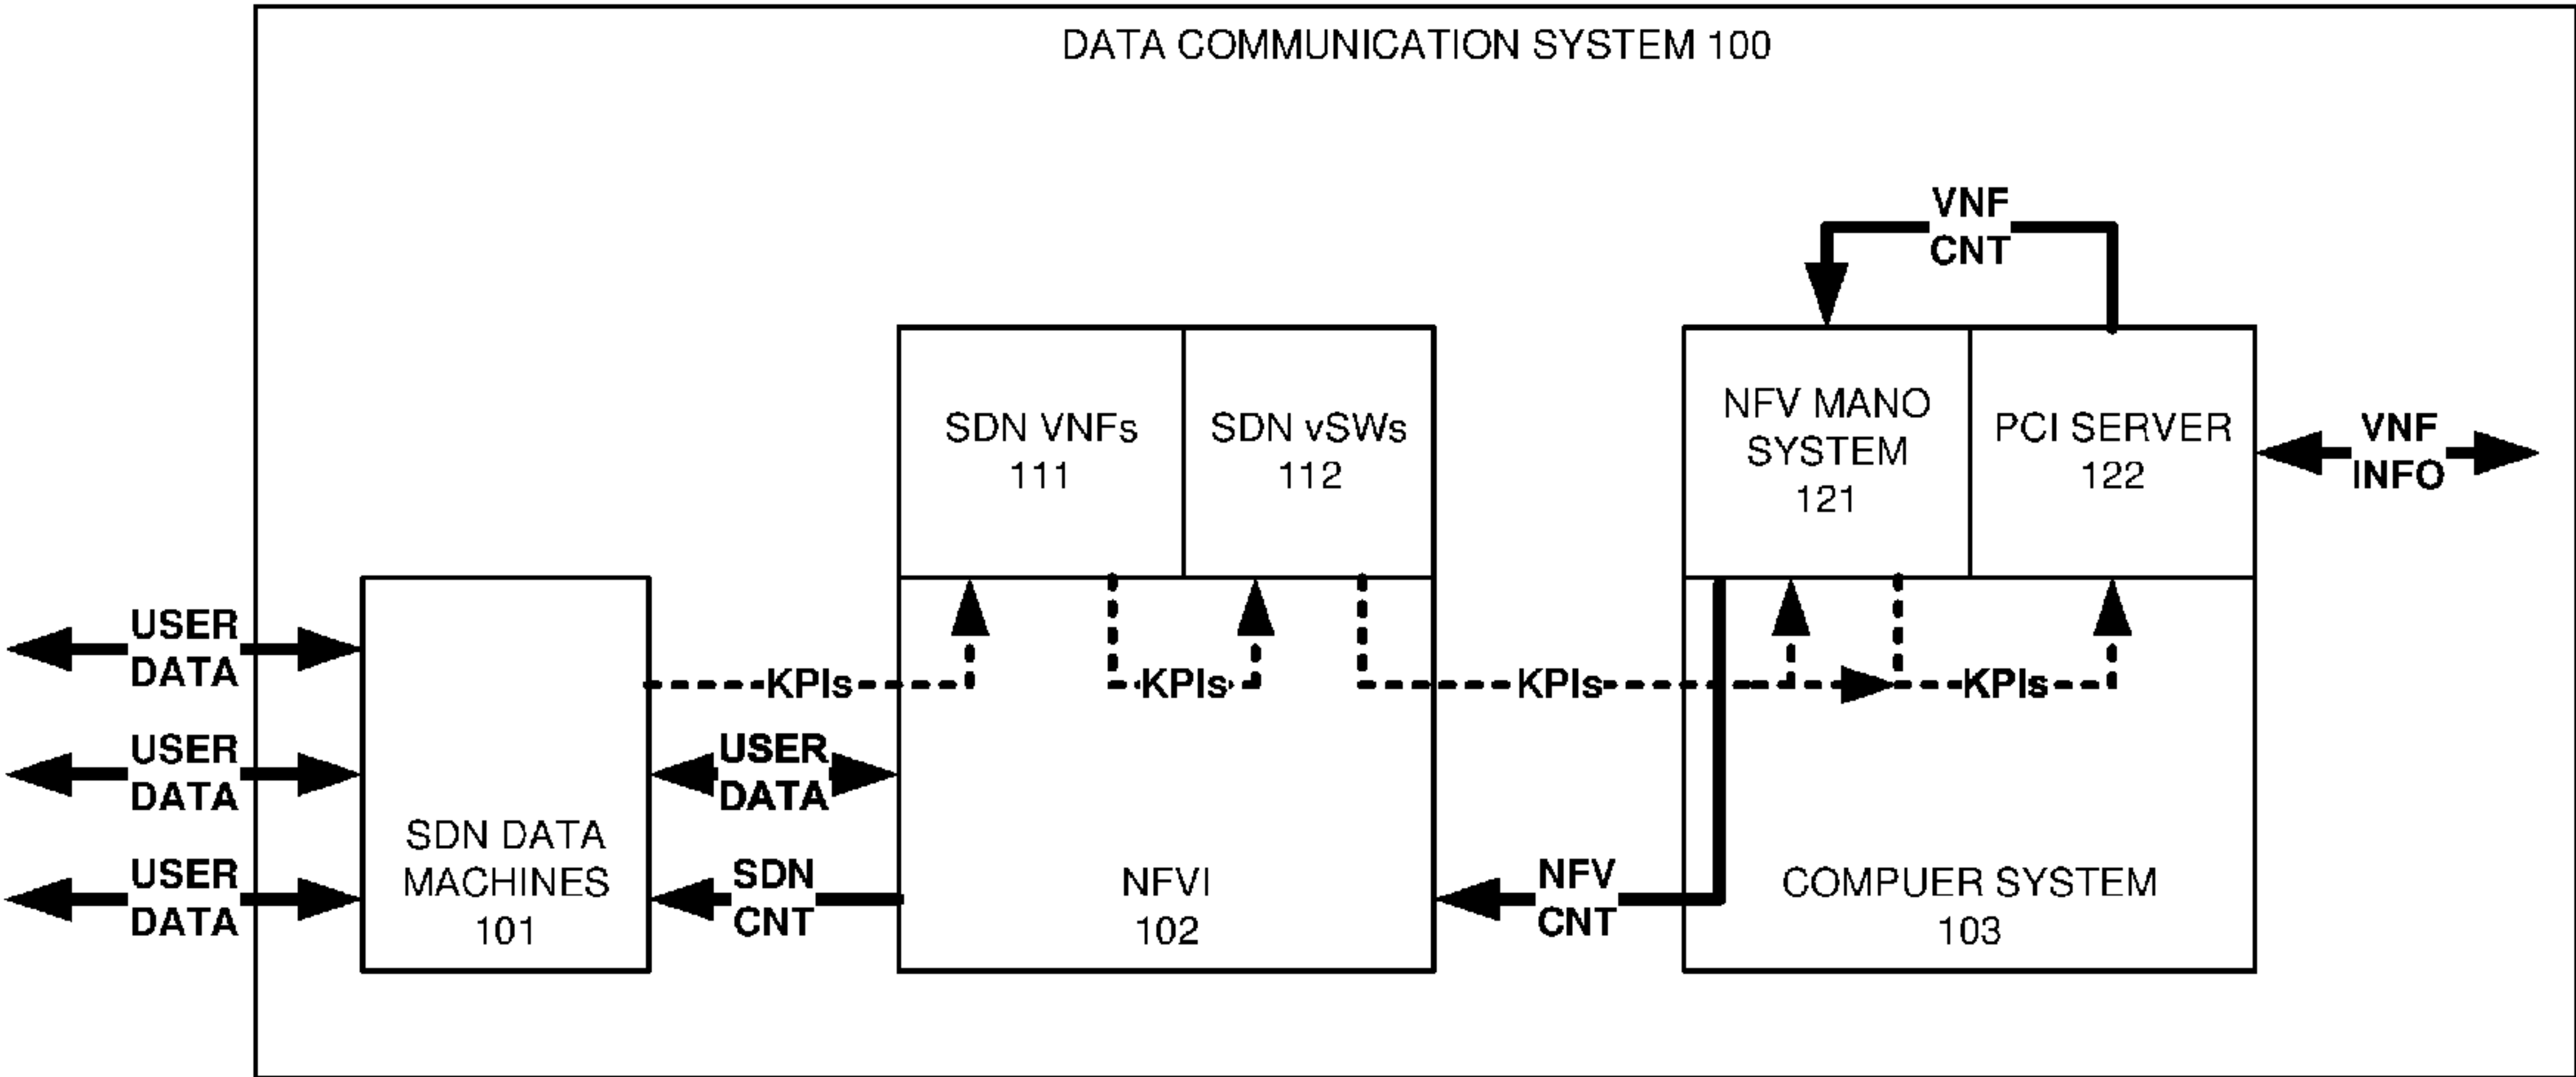 DATA COMMUNICATION SYSTEM 100
VNF
CNT
SDN VNFs
111
SDN vSWs
112
NFV MANO
SYSTEM
121
PCI SERVER
122
VNF
INFO
USER
DATA
KPIs
KPIs
KPIs
KPIs
USER
DATA
USER
DATA
SDN DATA
MACHINES
101
USER
DATA
SDN
CNT
NFVI
102
NFV
CNT
COMPUER SYSTEM
103